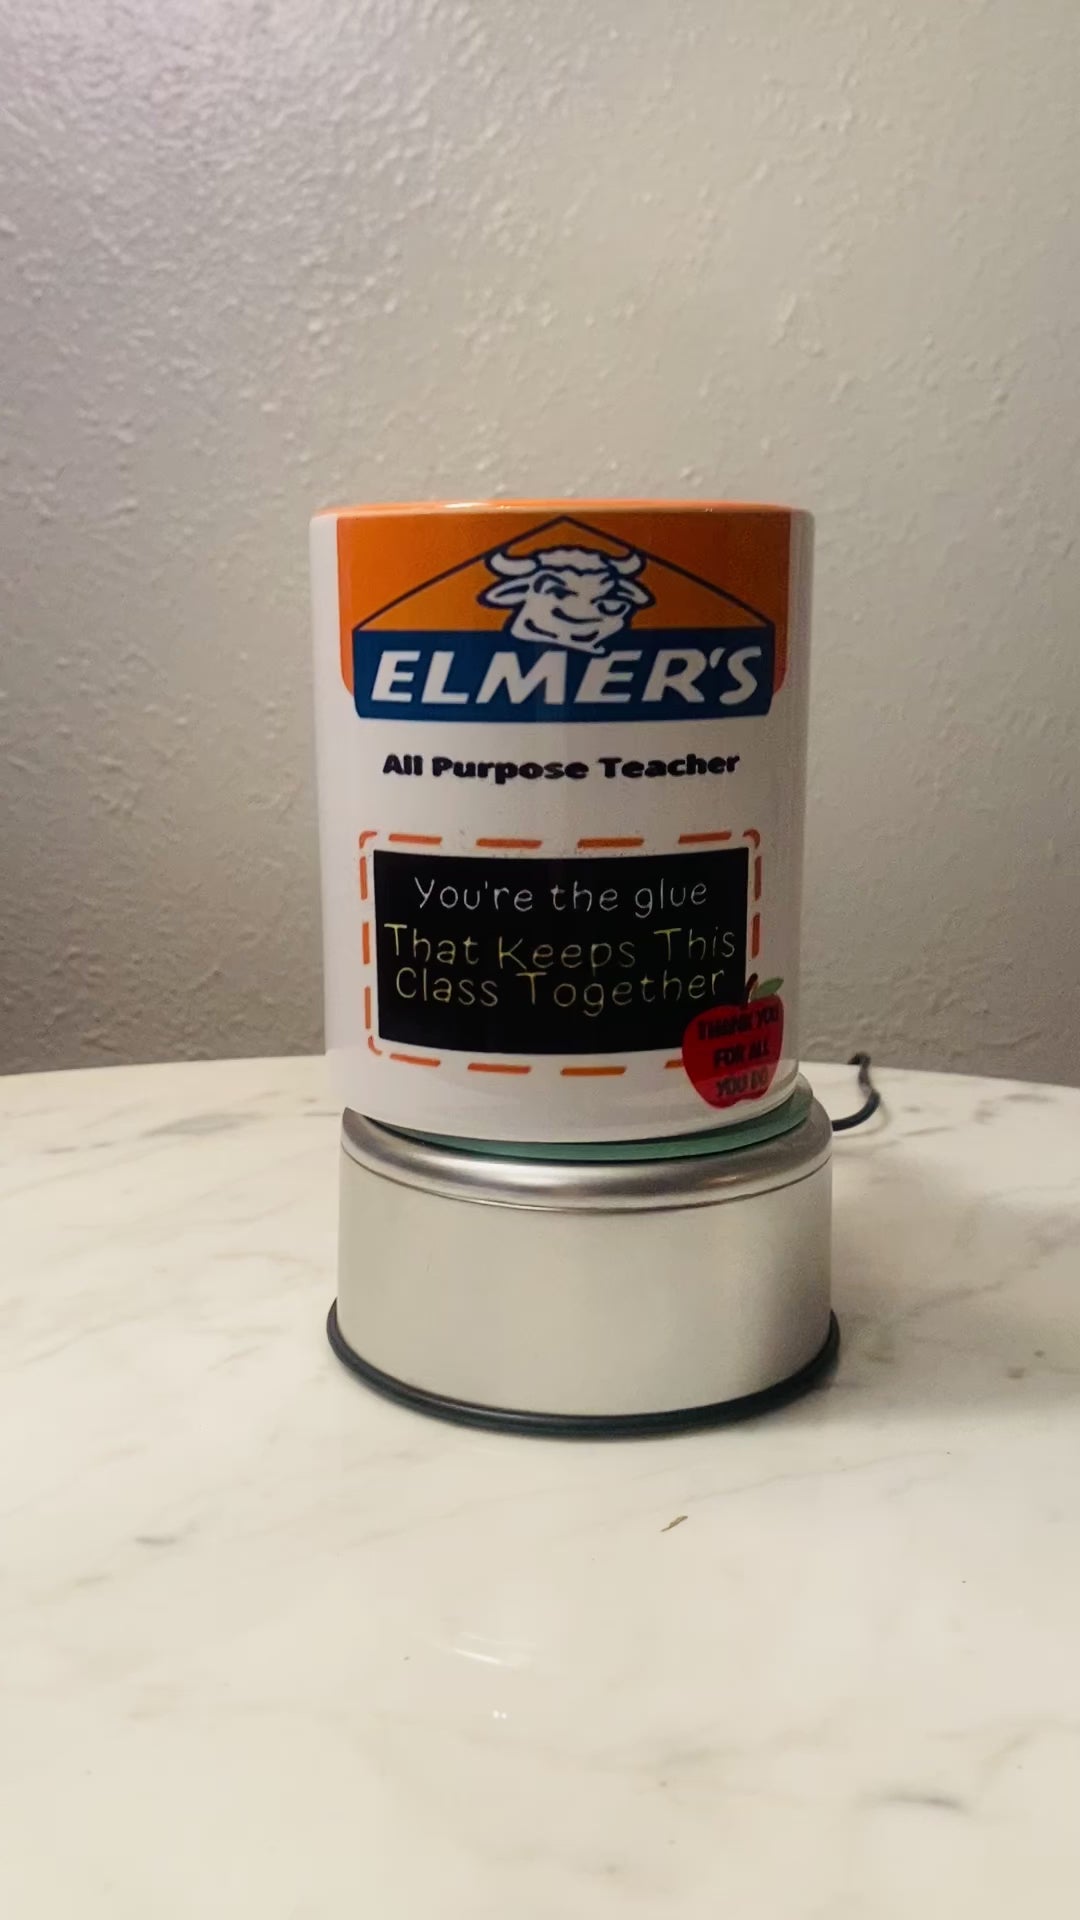 ELMER'S
All Purpose Teacher
You're the glue
That Keeps This
Class Together
THANK YOU
FOR ALL
YOU DO